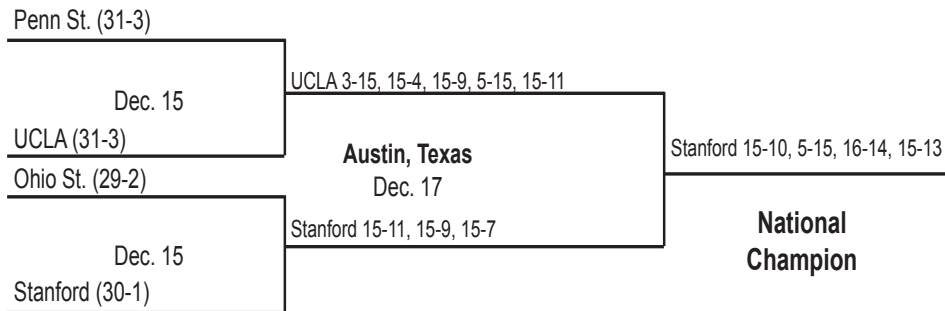 Penn St. (31-3)
UCLA 3-15, 15-4, 15-9, 5-15, 15-11
Dec. 15
UCLA (31-3)
Austin, Texas
Stanford 15-10, 5-15, 16-14, 15-13
Ohio St. (29-2)
Dec. 17
Stanford 15-11, 15-9, 15-7
National
Champion
Dec. 15
Stanford (30-1)